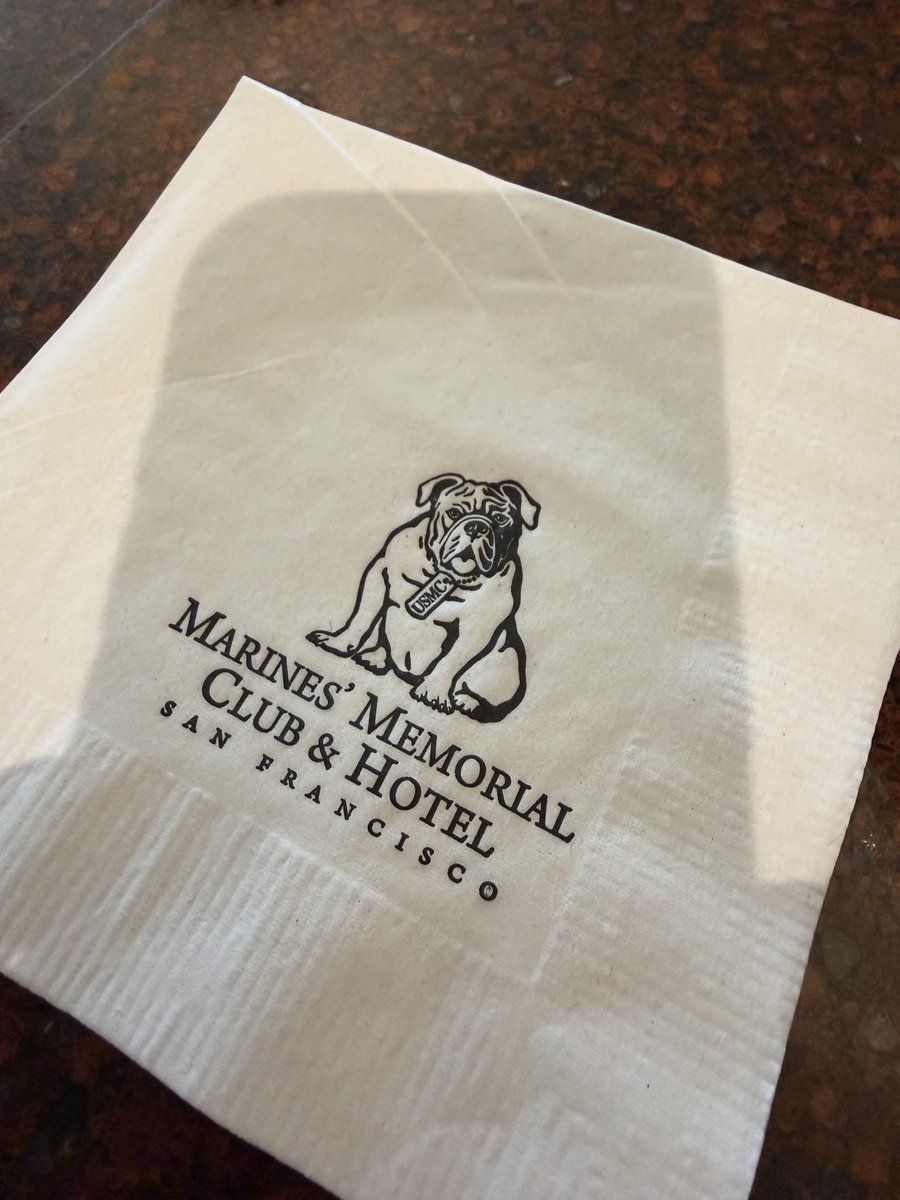 USMC
MARINES' MEMORIAL
CLUB & HOTEL
SAN FRANCISCO